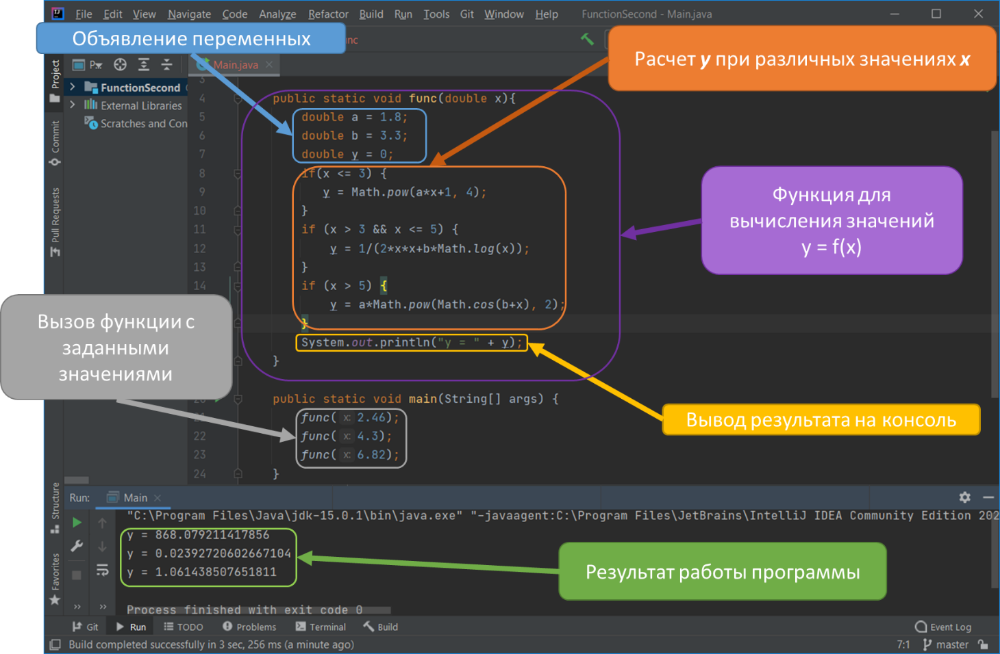 File Edit View Navigate Code Analyze Refactor Build Run Tools Git Window Help FunctionSecond - Main.java
Объявление переменных
Расчет y при различных значениях x
Project
Commit
Pull Requests
Structure
Favorites
Main.java
FunctionSecond
External Libraries
Scratches and Con
3
4 public static void func(double x){
5 double a = 1.8;
6 double b = 3.3;
7 double y = 0;
8 if(x <= 3) {
9 y = Math.pow(a*x+1, 4);
10 }
11 if (x > 3 && x <= 5) {
12 y = 1/(2*x*x+b*Math.log(x));
13 }
14 if (x > 5) {
y = a*Math.pow(Math.cos(b+x), 2);
}
System.out.println("y = " + y);
}
public static void main(String[] args) {
func( x: 2.46);
22 func( x: 4.3);
23 func( x: 6.82);
24 }
Функция для
вычисления значений
y = f(x)
Вызов функции с
заданными
значениями
Вывод результата на консоль
Run: Main
"C:\Program Files\Java\jdk-15.0.1\bin\java.exe" "-javaagent:C:\Program Files\JetBrains\IntelliJ IDEA Community Edition 202
y = 868.079211417856
y = 0.02392720602667104
y = 1.061438507651811
Результат работы программы
Process finished with exit code 0
Git Run TODO Problems Terminal Build Event Log
Build completed successfully in 3 sec, 256 ms (a minute ago) 7:1 master